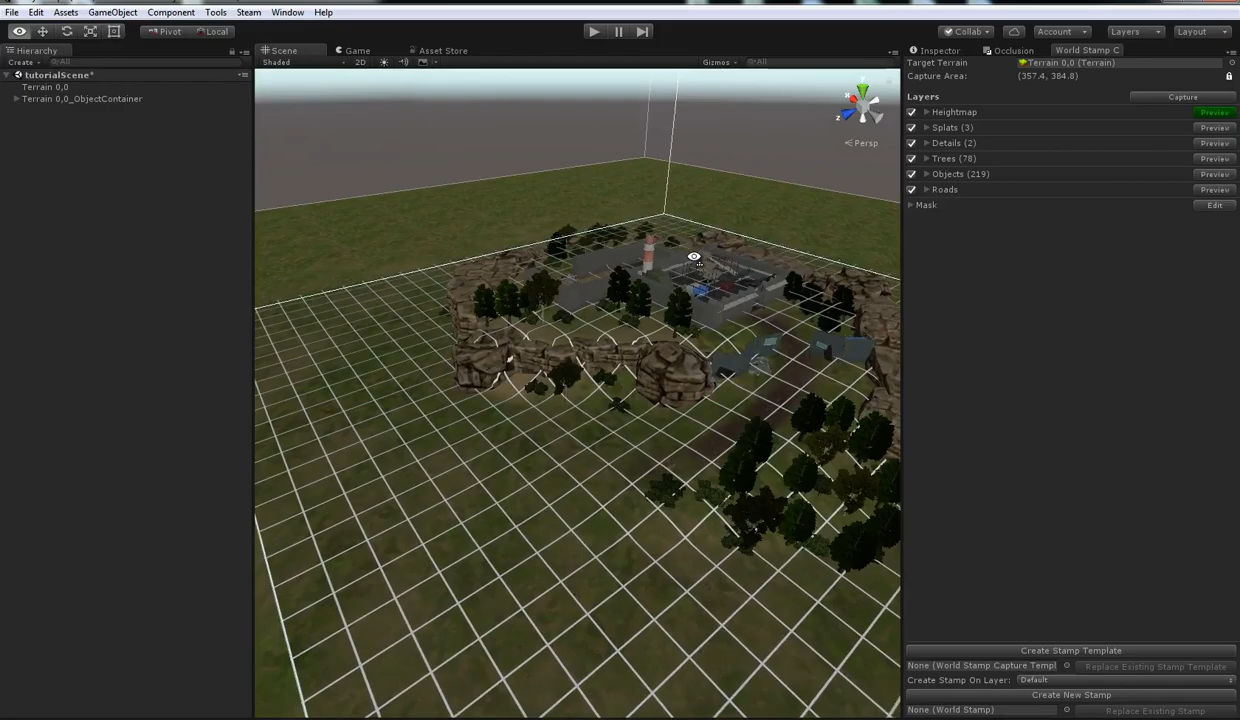 File Edit Assets GameObject Component Tools Steam Window Help
Pivot Local Collab Account Layers Layout
Hierarchy Scene Game Asset Store Inspector Occlusion World Stamp C
Create All Shaded 2D Gizmos All
Target Terrain Terrain 0,0 (Terrain)
tutorialScene*
Capture Area: (357.4, 384.8)
Terrain 0,0
Terrain 0,0_ObjectContainer
Layers Capture
Heightmap Preview
Splats (3) Preview
Details (2) Preview
Trees (78) Preview
Objects (219) Preview
Roads Preview
Mask Edit
x
z
Persp
Create Stamp Template
None (World Stamp Capture Templ Replace Existing Stamp Template
Create Stamp On Layer: Default
Create New Stamp
None (World Stamp) Replace Existing Stamp